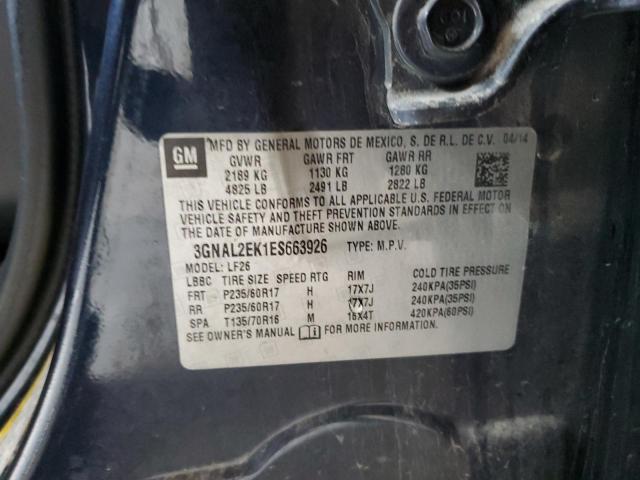 CO1
GM
MFD BY GENERAL MOTORS DE MEXICO, S. DE R.L. DE C.V. 04/14
GVWR GAWR FRT GAWR RR
2189 KG 1130 KG 1280 KG
4825 LB 2491 LB 2822 LB
THIS VEHICLE CONFORMS TO ALL APPLICABLE U.S. FEDERAL MOTOR
VEHICLE SAFETY AND THEFT PREVENTION STANDARDS IN EFFECT ON
THE DATE OF MANUFACTURE SHOWN ABOVE.
3GNAL2EK1ES663926 TYPE: M.P.V.
MODEL: LF26
LBBC TIRE SIZE SPEED RTG RIM COLD TIRE PRESSURE
FRT P235/60R17 H 17X7J 240KPA(35PSI)
RR P235/60R17 H 17X7J 240KPA(35PSI)
SPA T135/70R16 M 16X4T 420KPA(60PSI)
SEE OWNER'S MANUAL FOR MORE INFORMATION.